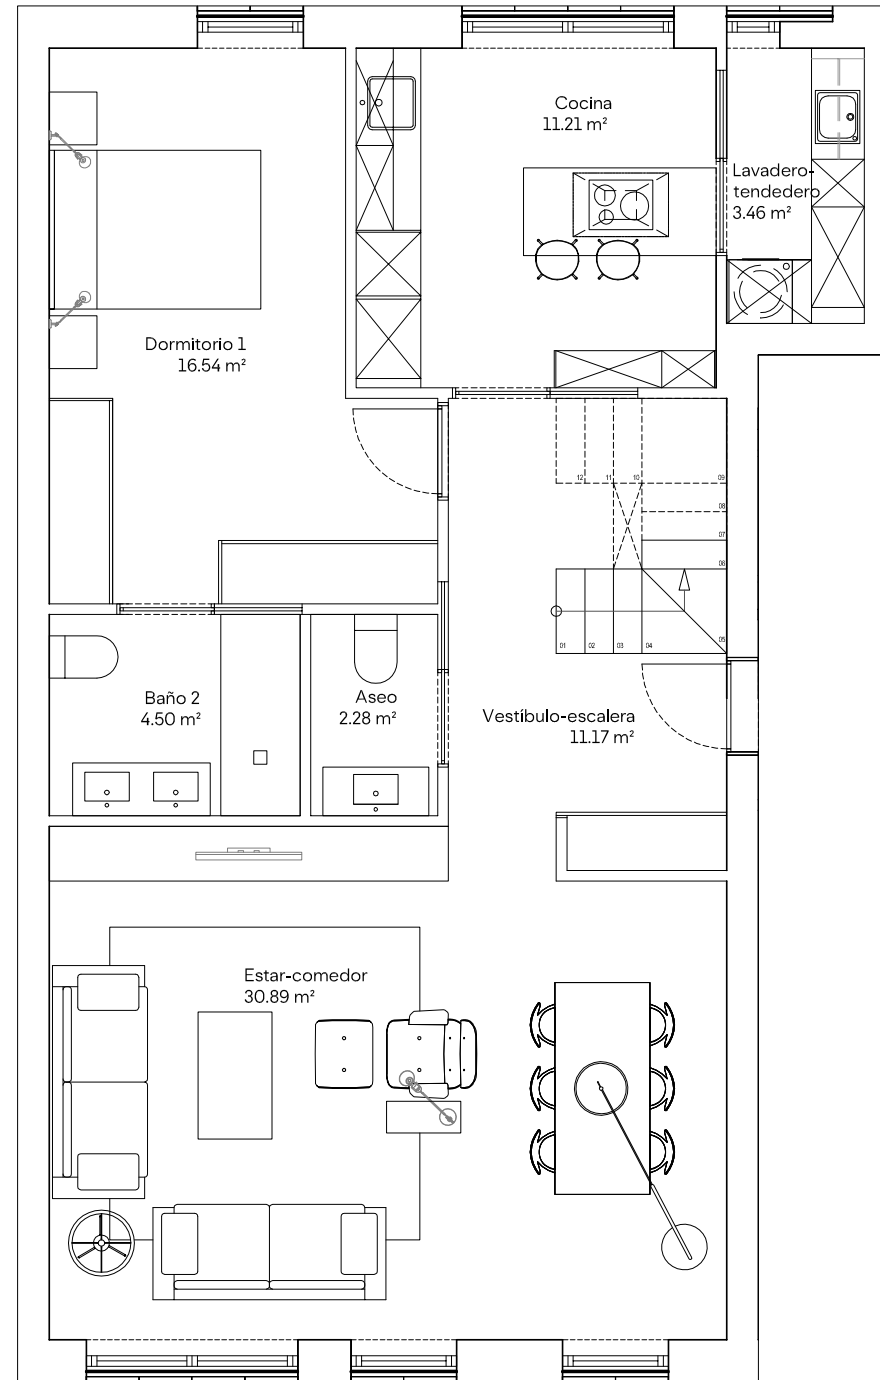 Cocina
11.21 m²
Lavadero-
tendedero
3.46 m²
Dormitorio 1
16.54 m²
12
11
10
09
08
07
06
05
01
02
03
04
Baño 2
4.50 m²
Aseo
2.28 m²
Vestíbulo-escalera
11.17 m²
Estar-comedor
30.89 m²